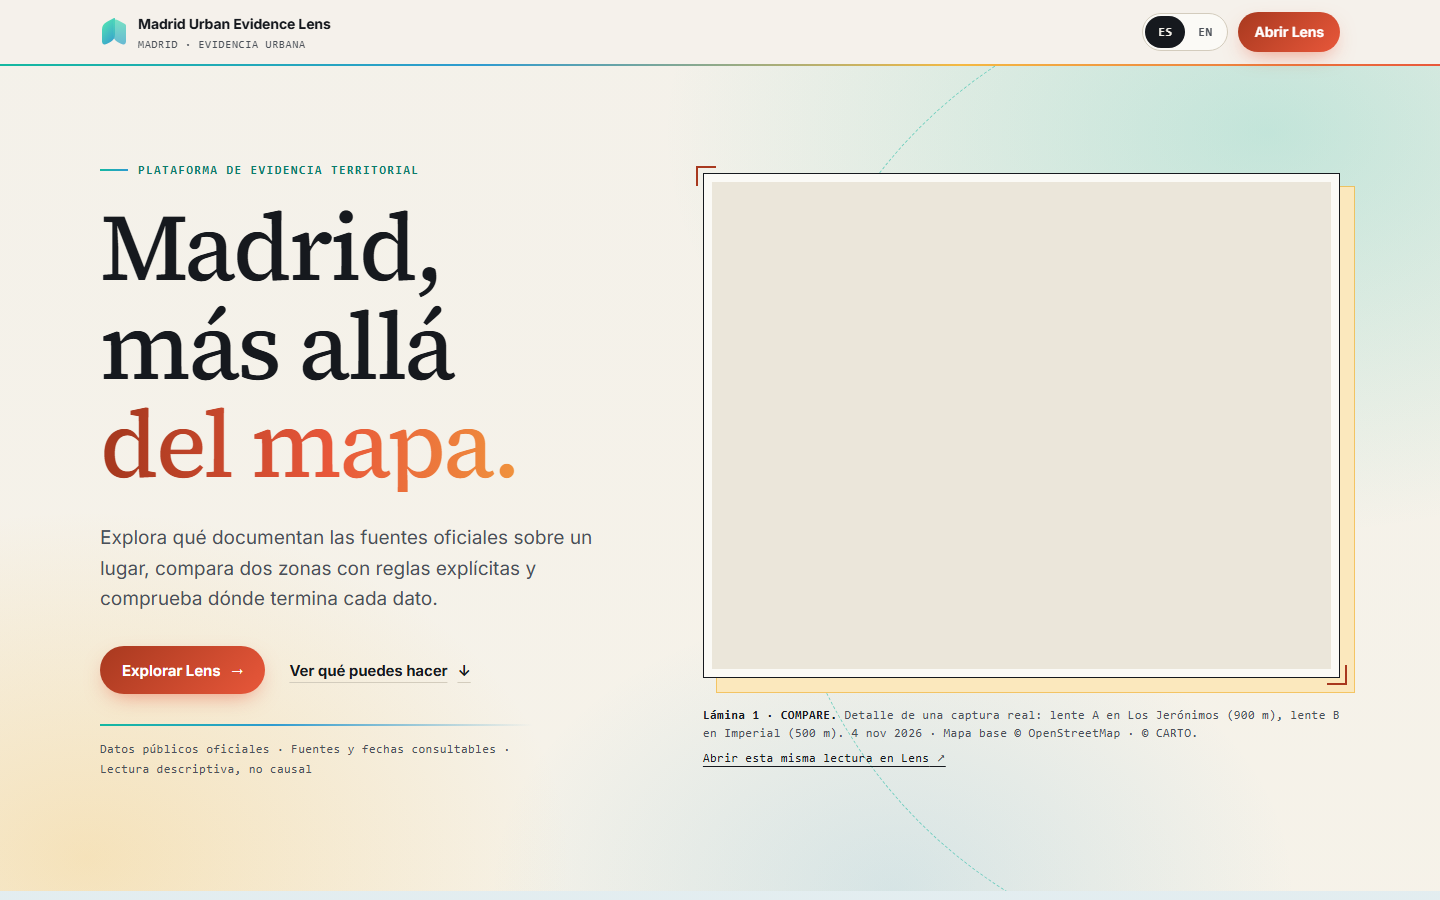 Madrid Urban Evidence Lens
MADRID · EVIDENCIA URBANA
ES
EN
Abrir Lens
PLATAFORMA DE EVIDENCIA TERRITORIAL
Madrid,
más allá
del mapa.
Explora qué documentan las fuentes oficiales sobre un
lugar, compara dos zonas con reglas explícitas y
comprueba dónde termina cada dato.
Explorar Lens →
Ver qué puedes hacer ↓
Datos públicos oficiales · Fuentes y fechas consultables ·
Lectura descriptiva, no causal
Lámina 1 · COMPARE. Detalle de una captura real: lente A en Los Jerónimos (900 m), lente B
en Imperial (500 m). 4 nov 2026 · Mapa base © OpenStreetMap · © CARTO.
Abrir esta misma lectura en Lens ↗